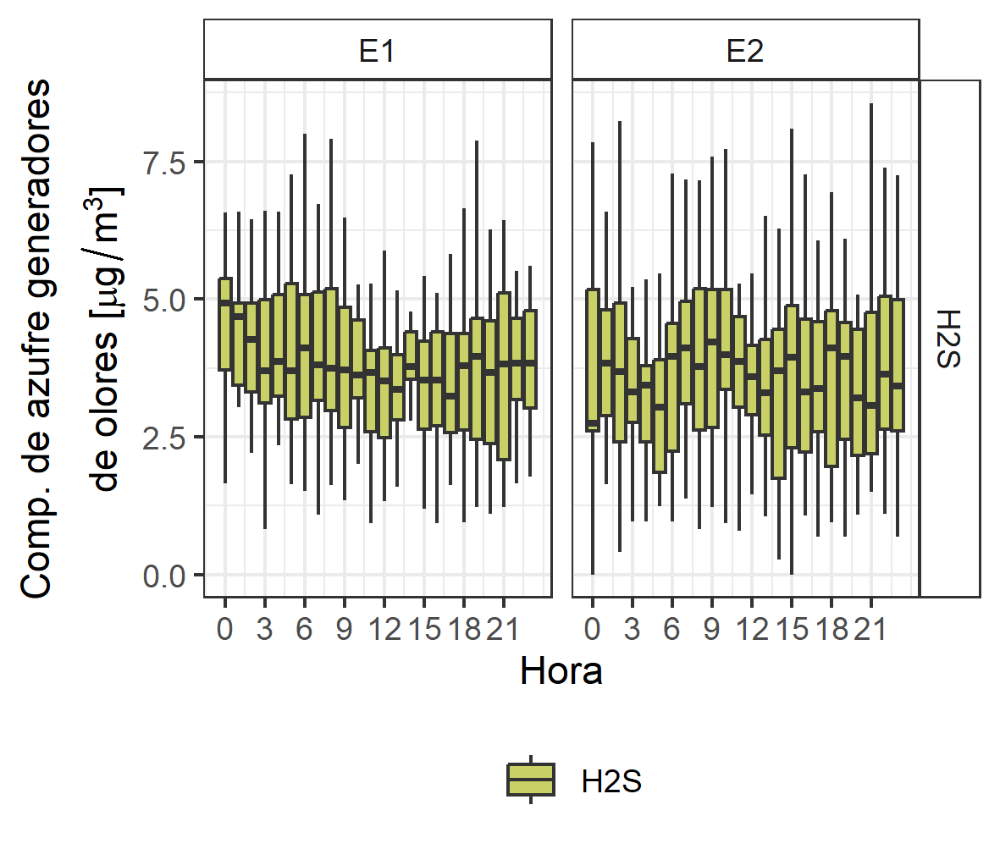 E1
E2
Comp. de azufre generadores
de olores [μg/m³]
7.5
5.0
2.5
0.0
H2S
0 3 6 9 12 15 18 21
0 3 6 9 12 15 18 21
Hora
H2S